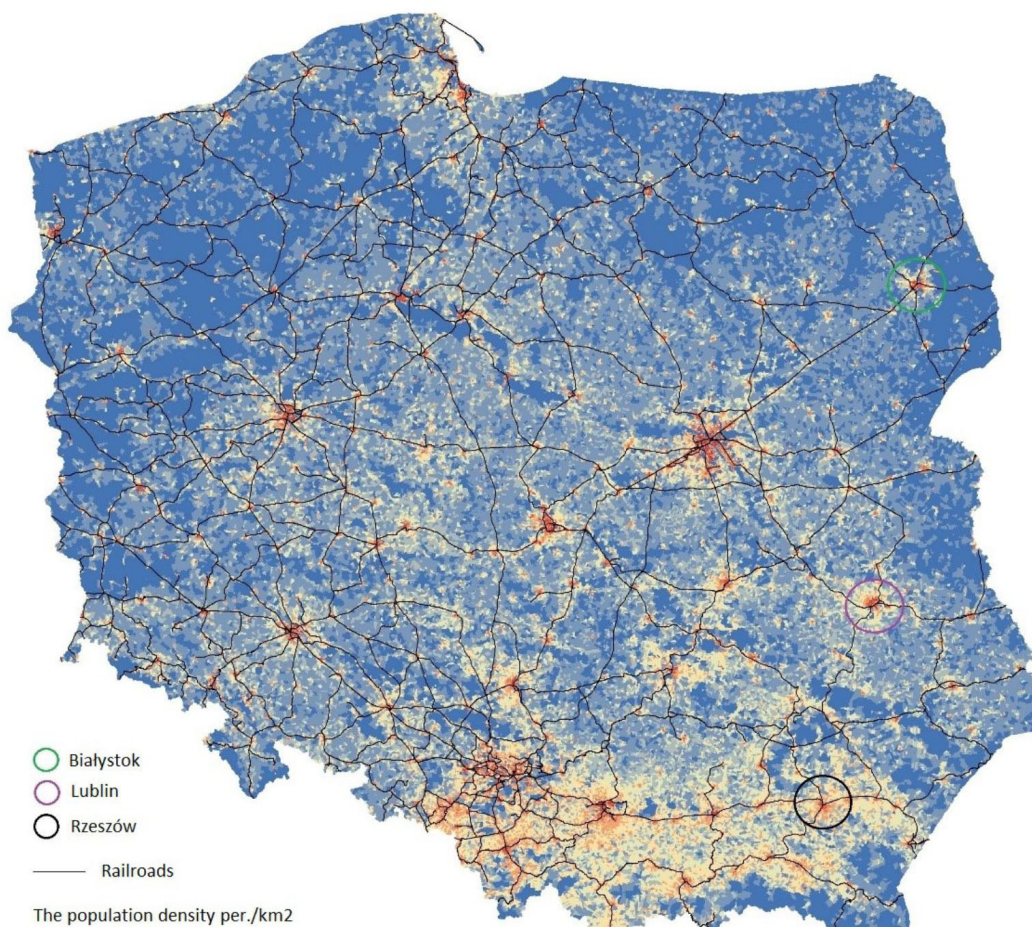 Białystok
Lublin
Rzeszów
Railroads
The population density per./km2